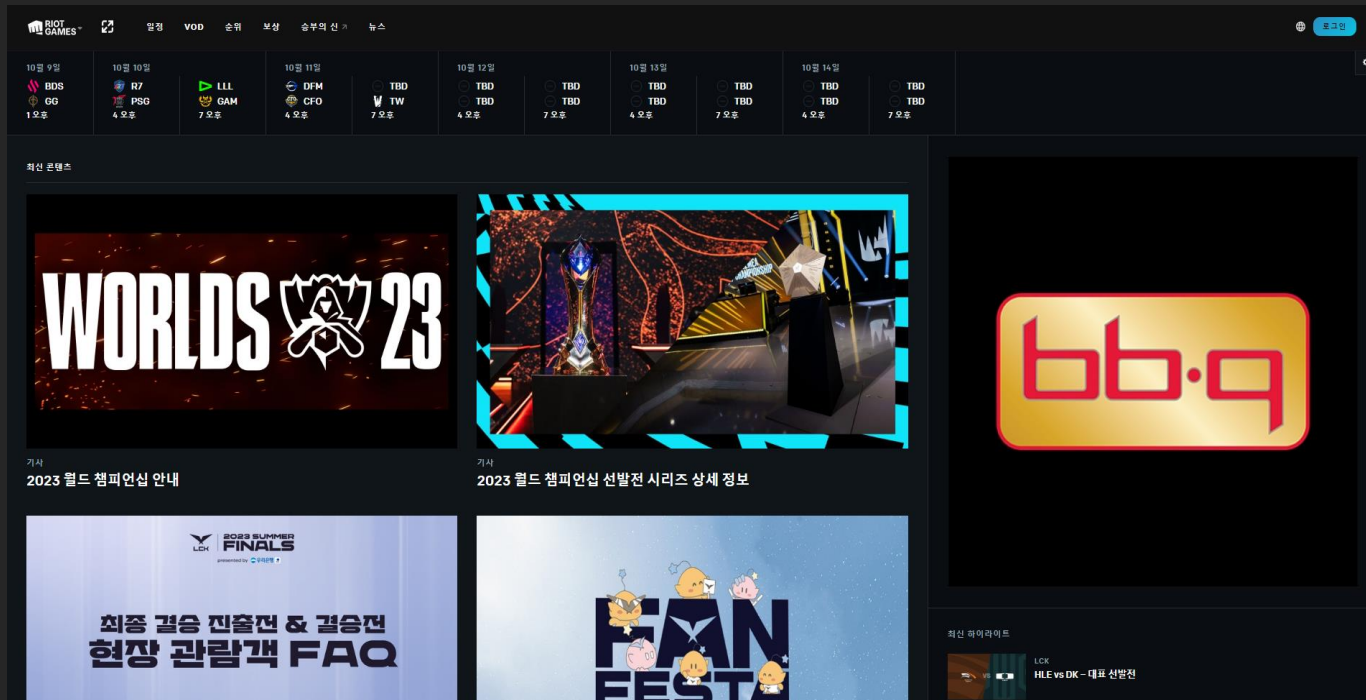 RIOT GAMES 일정 VOD 순위 보상 승부의 신 뉴스 로그인
10월 9일
BDS
GG
1 오후
10월 10일
R7
PSG
4 오후
LLL
GAM
7 오후
10월 11일
DFM
CFO
4 오후
TBD
TW
7 오후
10월 12일
TBD
TBD
4 오후
TBD
TBD
7 오후
10월 13일
TBD
TBD
4 오후
TBD
TBD
7 오후
10월 14일
TBD
TBD
4 오후
TBD
TBD
7 오후
최신 콘텐츠
WORLDS 23
기사
2023 월드 챔피언십 안내
기사
2023 월드 챔피언십 선발전 시리즈 상세 정보
LCK
2023 SUMMER
FINALS
presented by 우리은행
최종 결승 진출전 & 결승전
현장 관람객 FAQ
FAN
FESTA
bb.q
최신 하이라이트
VS
LCK
HLE vs DK – 대표 선발전